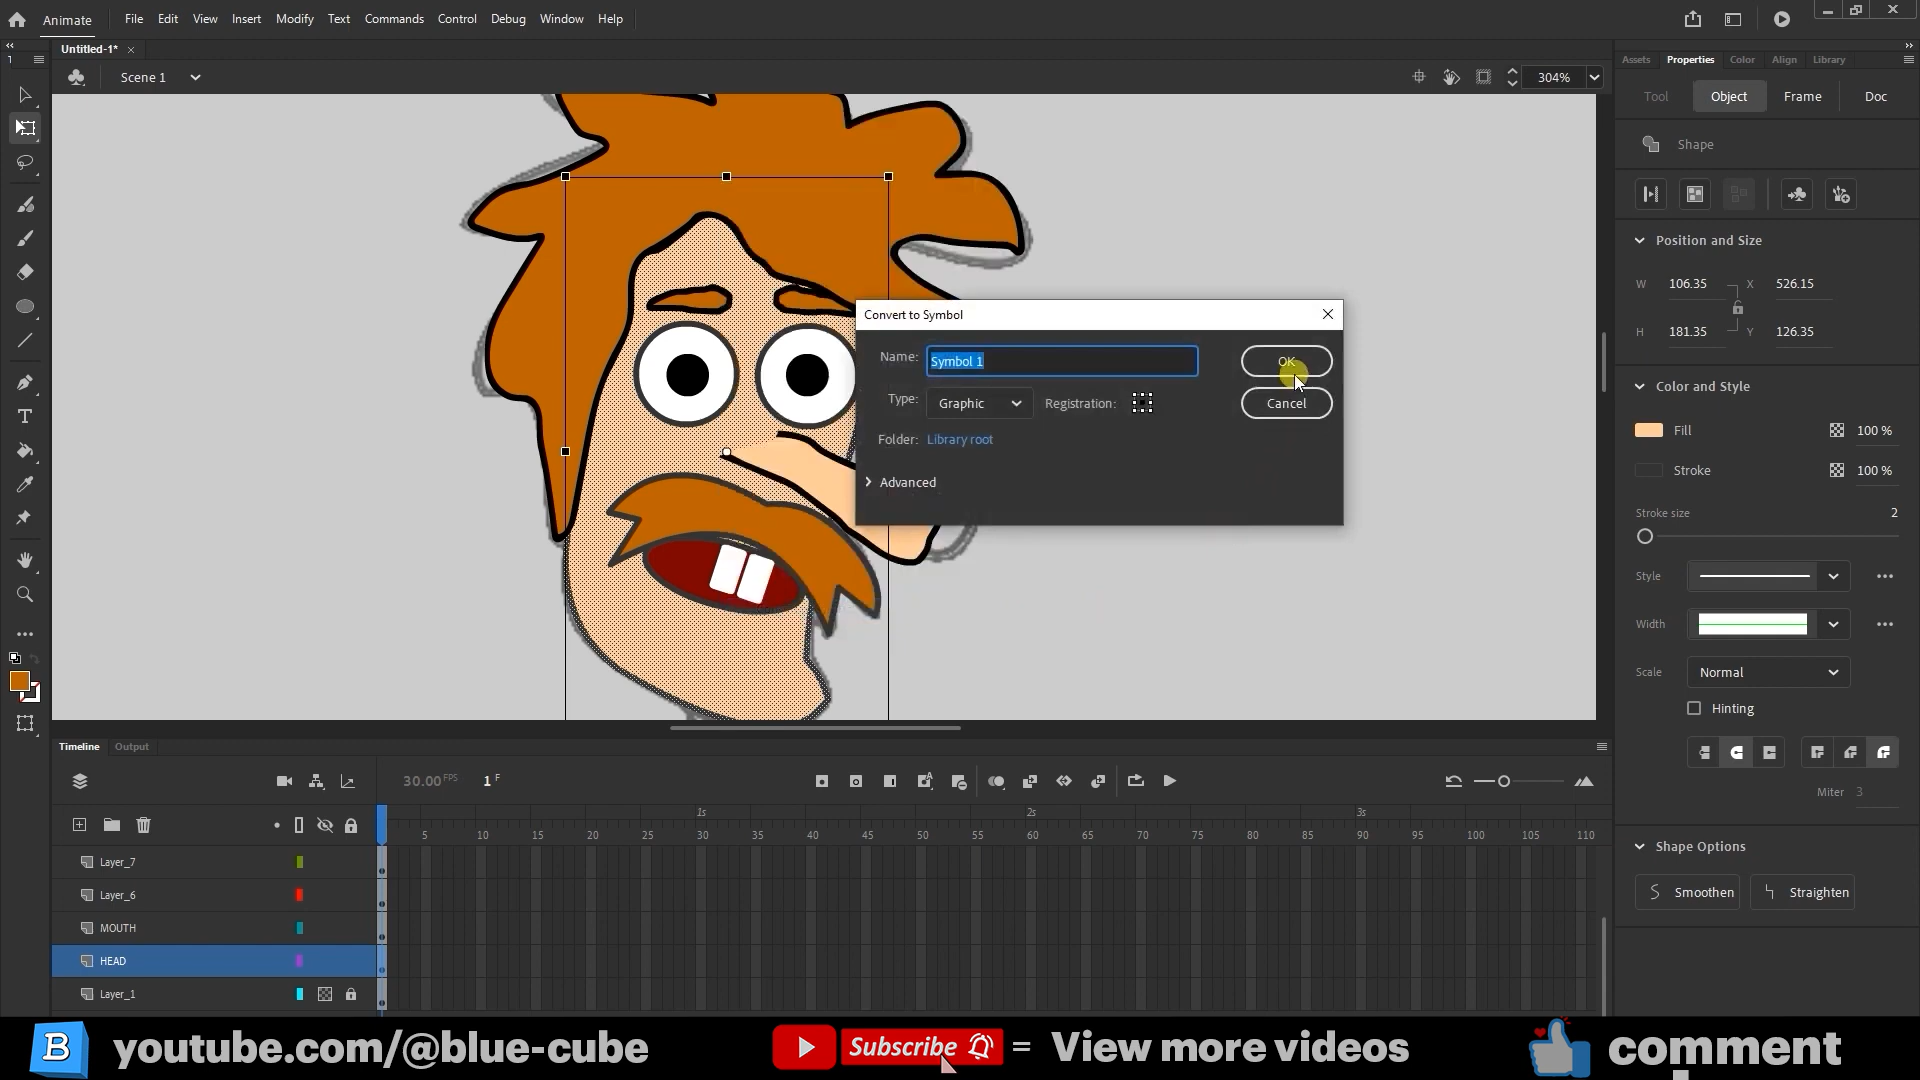 Animate File Edit View Insert Modify Text Commands Control Debug Window Help
Untitled-1*
Scene 1
304%
Assets Properties Color Align Library
Tool Object Frame Doc
Shape
Position and Size
W 106.35 X 526.15
H 181.35 Y 126.35
Color and Style
Fill 100 %
Stroke 100 %
Stroke size 2
Style
Width
Scale Normal
Hinting
Miter 3
Shape Options
Smoothen Straighten
Convert to Symbol
Name: Symbol 1 OK
Type: Graphic Registration: Cancel
Folder: Library root
Advanced
Timeline Output
30.00 FPS 1 F
1s 2s 3s
5 10 15 20 25 30 35 40 45 50 55 60 65 70 75 80 85 90 95 100 105 110
Layer_7
Layer_6
MOUTH
HEAD
Layer_1
B youtube.com/@blue-cube Subscribe = View more videos comment